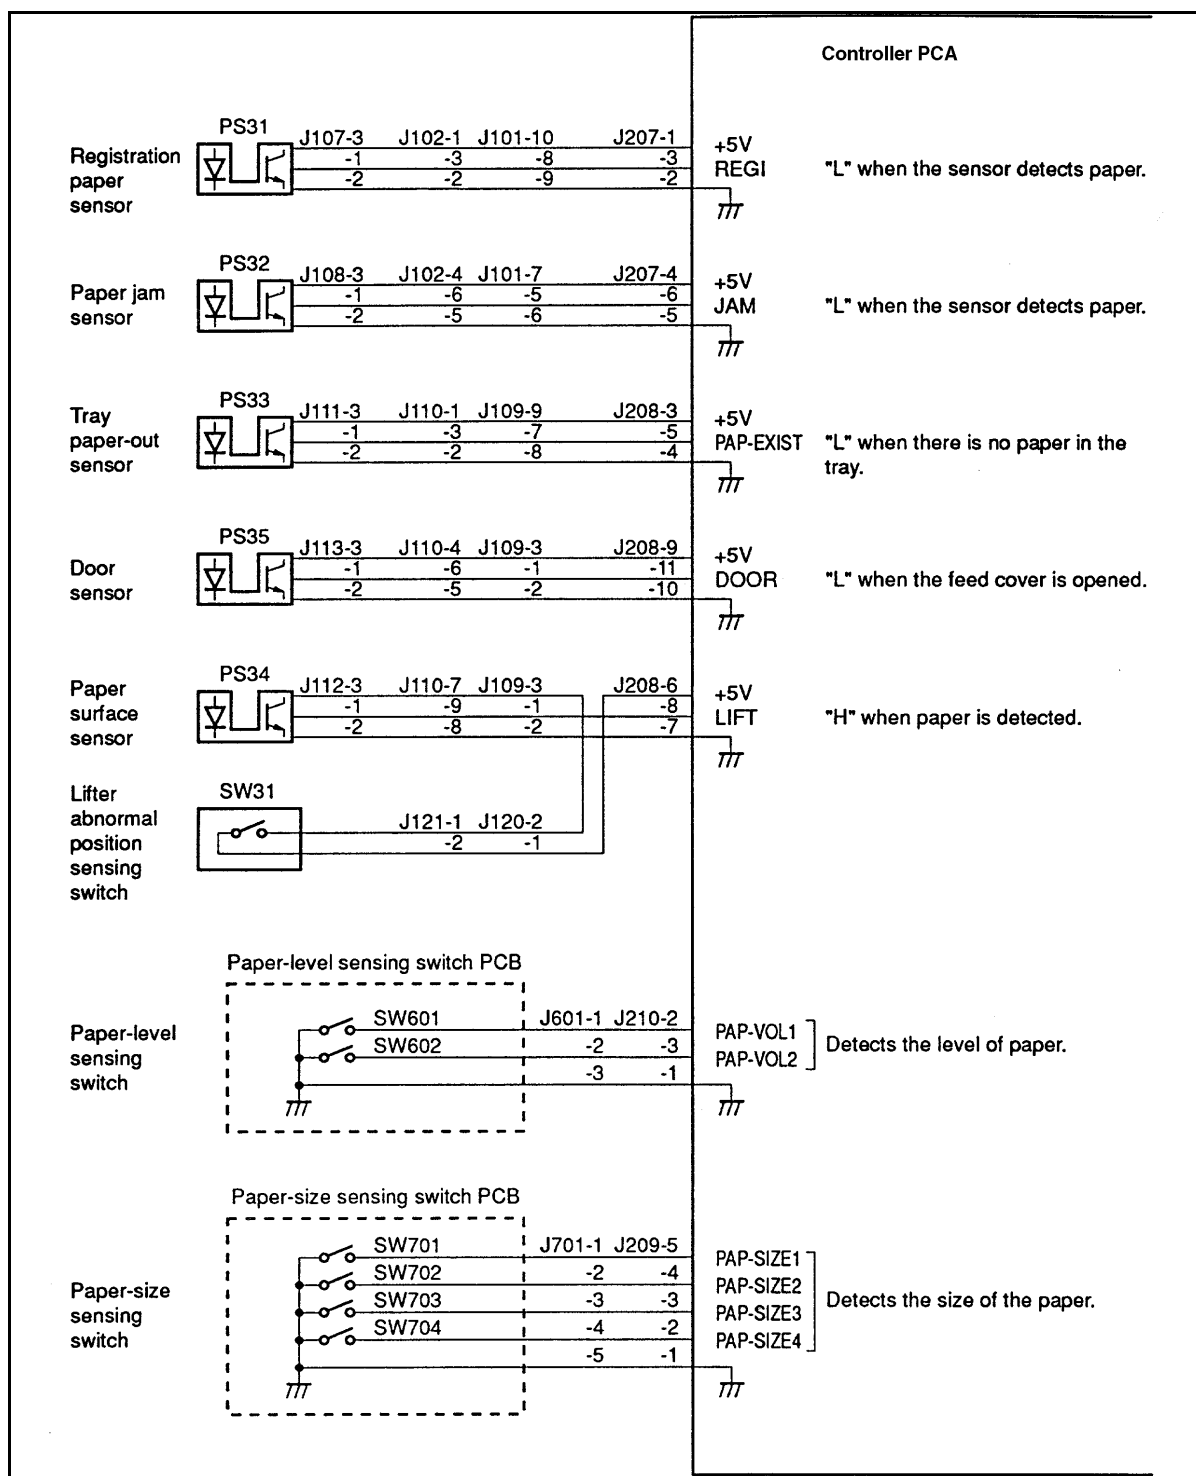 Controller PCA
PS31
Registration
paper
sensor
J107-3 J102-1 J101-10 J207-1
-1 -3 -8 -3
-2 -2 -9 -2
+5V
REGI
"L" when the sensor detects paper.
PS32
Paper jam
sensor
J108-3 J102-4 J101-7 J207-4
-1 -6 -5 -6
-2 -5 -6 -5
+5V
JAM
"L" when the sensor detects paper.
PS33
Tray
paper-out
sensor
J111-3 J110-1 J109-9 J208-3
-1 -3 -7 -5
-2 -2 -8 -4
+5V
PAP-EXIST
"L" when there is no paper in the
tray.
PS35
Door
sensor
J113-3 J110-4 J109-3 J208-9
-1 -6 -1 -11
-2 -5 -2 -10
+5V
DOOR
"L" when the feed cover is opened.
PS34
Paper
surface
sensor
J112-3 J110-7 J109-3 J208-6
-1 -9 -1 -8
-2 -8 -2 -7
+5V
LIFT
"H" when paper is detected.
SW31
Lifter
abnormal
position
sensing
switch
J121-1 J120-2
-2 -1
Paper-level sensing switch PCB
Paper-level
sensing
switch
SW601 J601-1 J210-2
SW602 -2 -3
-3 -1
PAP-VOL1
PAP-VOL2
Detects the level of paper.
Paper-size sensing switch PCB
Paper-size
sensing
switch
SW701 J701-1 J209-5
SW702 -2 -4
SW703 -3 -3
SW704 -4 -2
-5 -1
PAP-SIZE1
PAP-SIZE2
PAP-SIZE3
PAP-SIZE4
Detects the size of the paper.